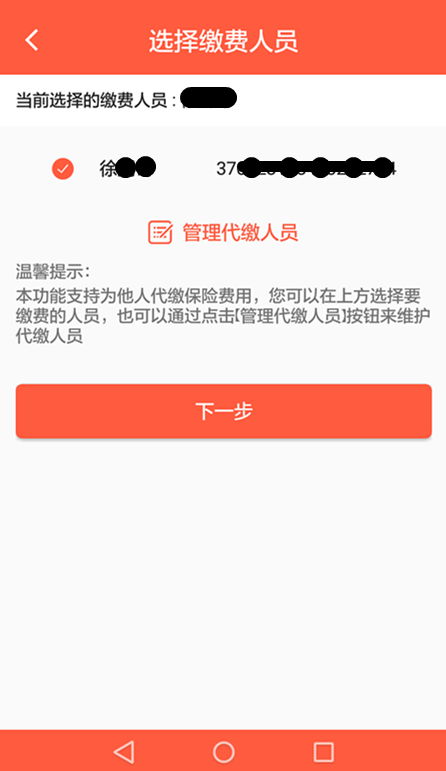 选择缴费人员
当前选择的缴费人员：
徐 37
管理代缴人员
温馨提示：
本功能支持为他人代缴保险费用，您可以在上方选择要
缴费的人员，也可以通过点击【管理代缴人员】按钮来维护
代缴人员
下一步